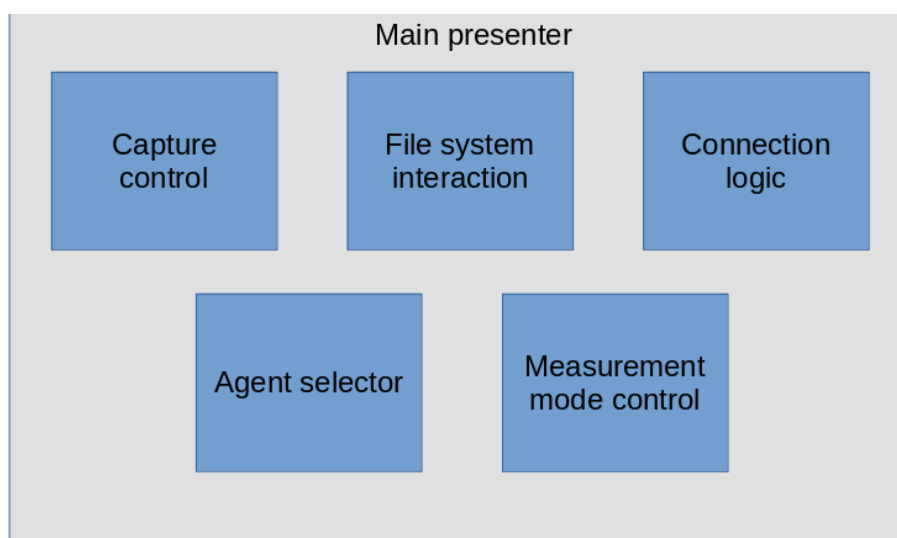 Main presenter
Capture
control
File system
interaction
Connection
logic
Agent selector
Measurement
mode control